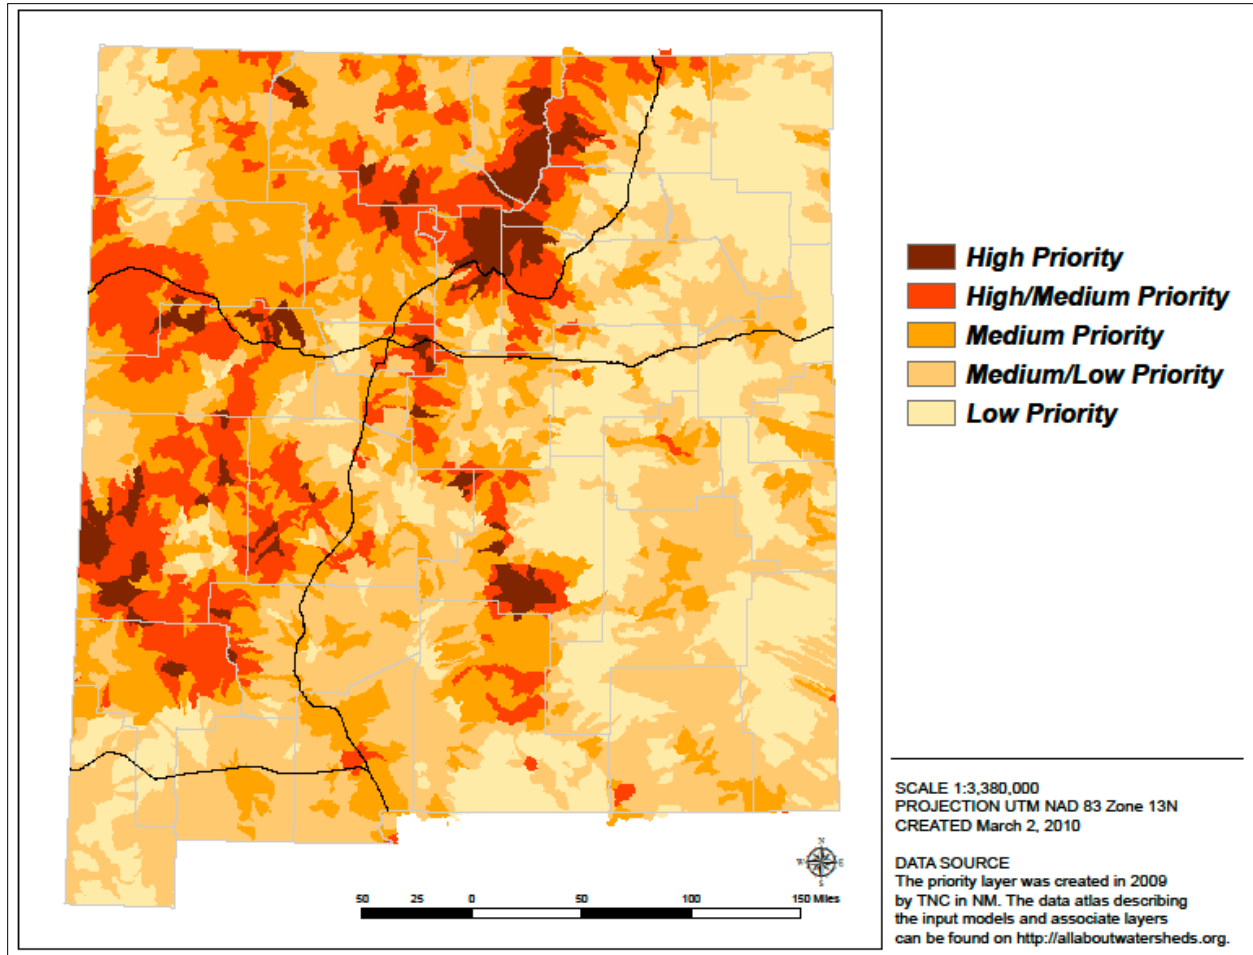 High Priority
High/Medium Priority
Medium Priority
Medium/Low Priority
Low Priority
SCALE 1:3,380,000
PROJECTION UTM NAD 83 Zone 13N
CREATED March 2, 2010
DATA SOURCE
The priority layer was created in 2009
by TNC in NM. The data atlas describing
the input models and associate layers
can be found on http://allaboutwatersheds.org.
N
W E
S
50 25 0 50 100 150 Miles